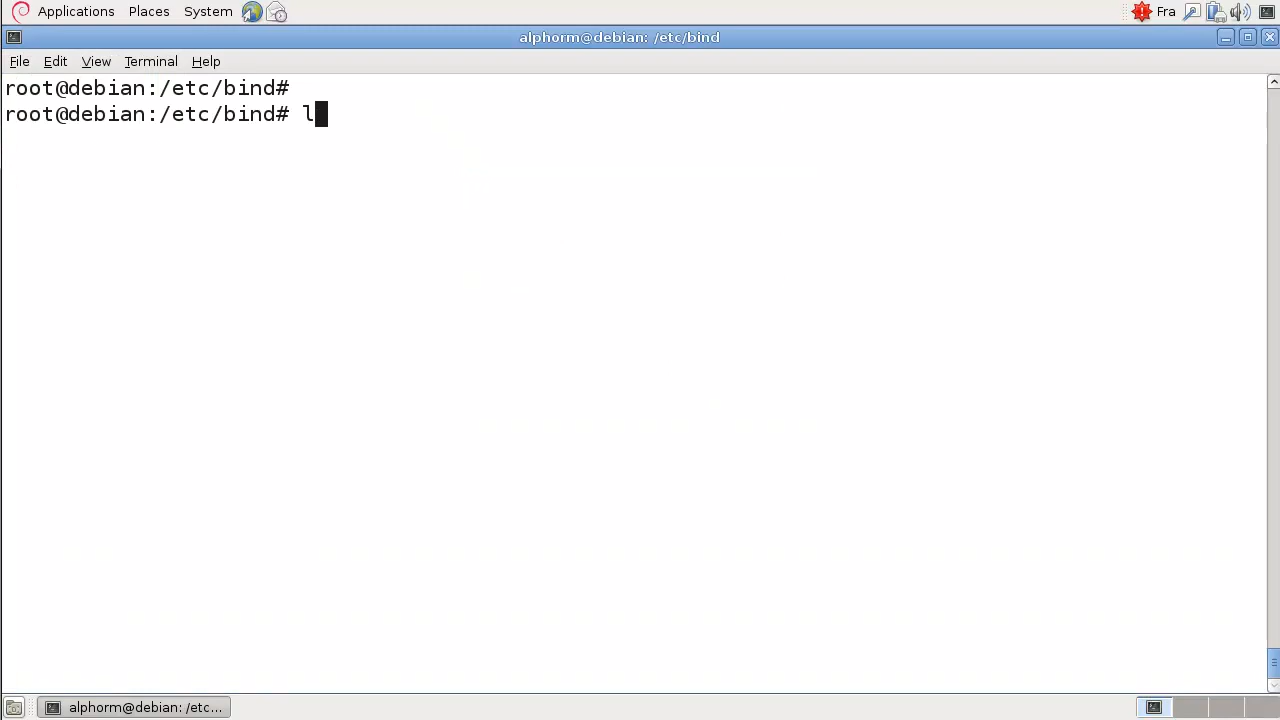 Applications Places System Fra
alphorm@debian: /etc/bind
File Edit View Terminal Help
root@debian:/etc/bind#
root@debian:/etc/bind# l
alphorm@debian: /etc...